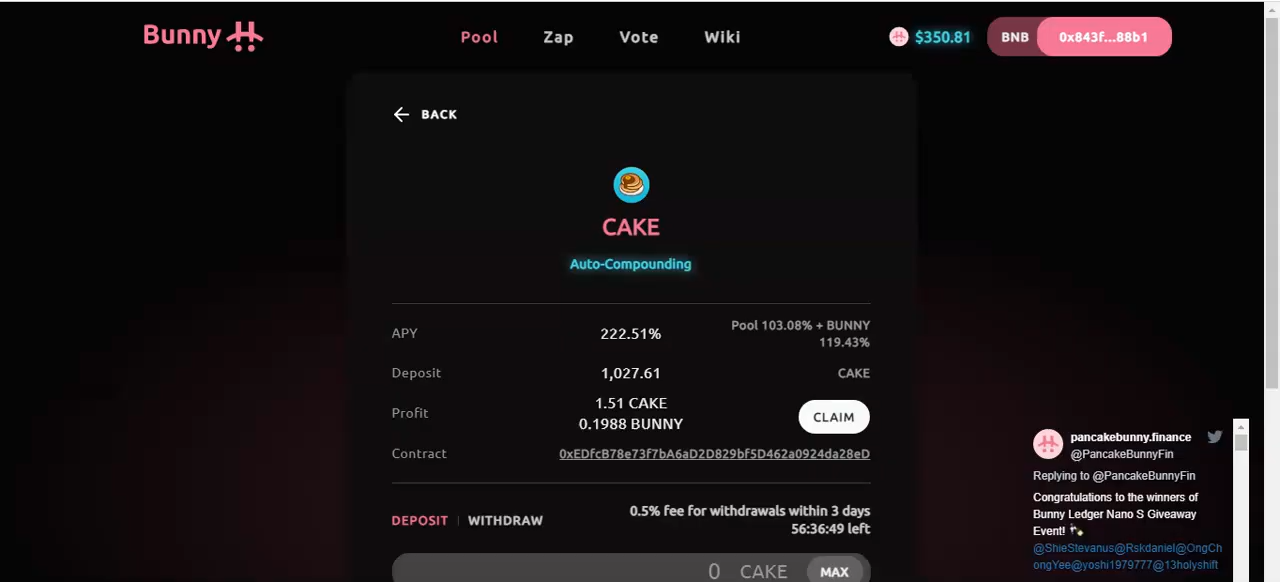 Bunny
Pool
Zap
Vote
Wiki
$350.81
BNB
0x843f...88b1
BACK
CAKE
Auto-Compounding
APY
222.51%
Pool 103.08% + BUNNY
119.43%
Deposit
1,027.61
CAKE
Profit
1.51 CAKE
0.1988 BUNNY
CLAIM
Contract
0xEDfcB78e73f7bA6aD2D829bf5D462a0924da28eD
DEPOSIT | WITHDRAW
0.5% fee for withdrawals within 3 days
56:36:49 left
0 CAKE
MAX
pancakebunny.finance
@PancakeBunnyFin
Replying to @PancakeBunnyFin
Congratulations to the winners of
Bunny Ledger Nano S Giveaway
Event!
@ShieStevanus@Rskdaniel@OngCh
ongYee@yoshi1979777@13holyshift